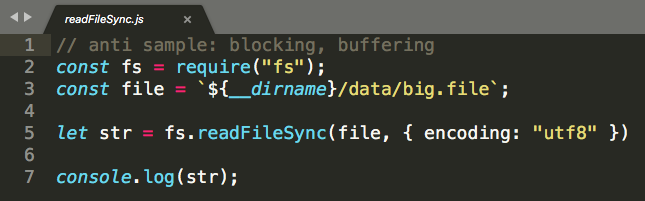 readFileSync.js ×
1 // anti sample: blocking, buffering
2 const fs = require("fs");
3 const file = `${__dirname}/data/big.file`;
4
5 let str = fs.readFileSync(file, { encoding: "utf8" })
6
7 console.log(str);